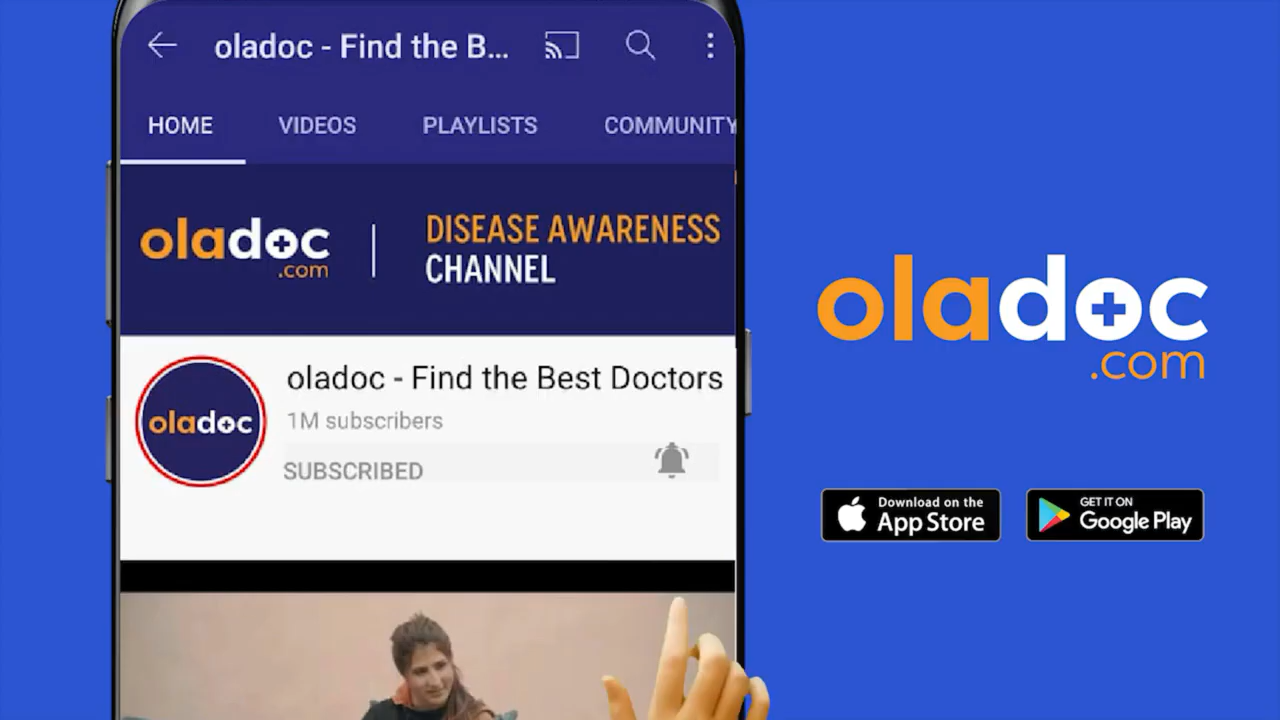 oladoc - Find the B...
HOME VIDEOS PLAYLISTS COMMUNITY
oladoc
.com
DISEASE AWARENESS
CHANNEL
oladoc
oladoc - Find the Best Doctors
1M subscribers
SUBSCRIBED
oladoc
.com
Download on the
App Store
GET IT ON
Google Play